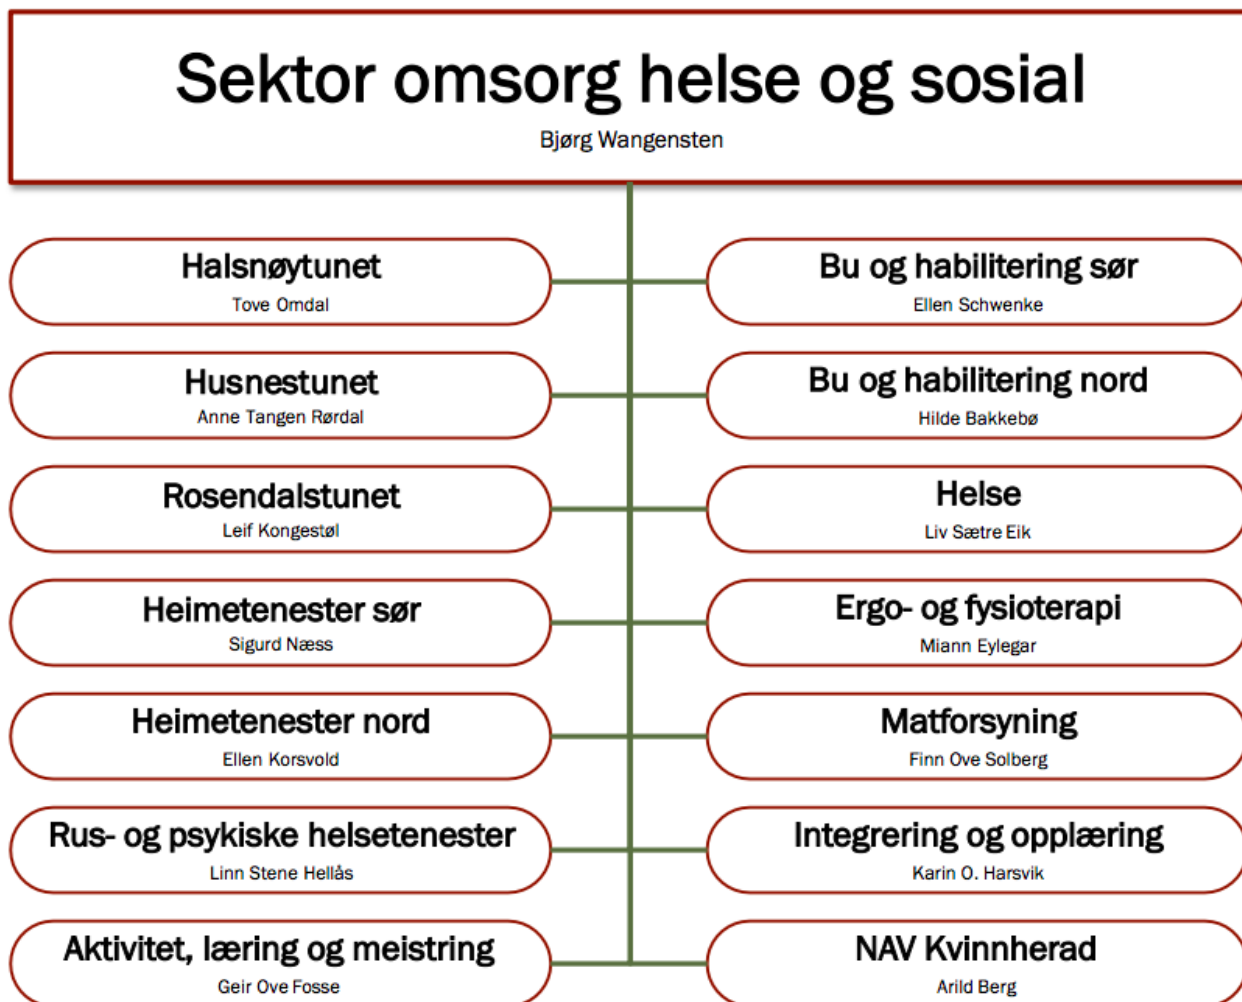 Sektor omsorg helse og sosial
Bjørg Wangensten
Halsnøytunet
Tove Omdal
Bu og habilitering sør
Ellen Schwenke
Husnestunet
Anne Tangen Rørdal
Bu og habilitering nord
Hilde Bakkebø
Rosendalstunet
Leif Kongestøl
Helse
Liv Sætre Eik
Heimetenester sør
Sigurd Næss
Ergo- og fysioterapi
Miann Eylegar
Heimetenester nord
Ellen Korsvold
Matforsyning
Finn Ove Solberg
Rus- og psykiske helsetenester
Linn Stene Hellås
Integrering og opplæring
Karin O. Harsvik
Aktivitet, læring og meistring
Geir Ove Fosse
NAV Kvinnherad
Arild Berg